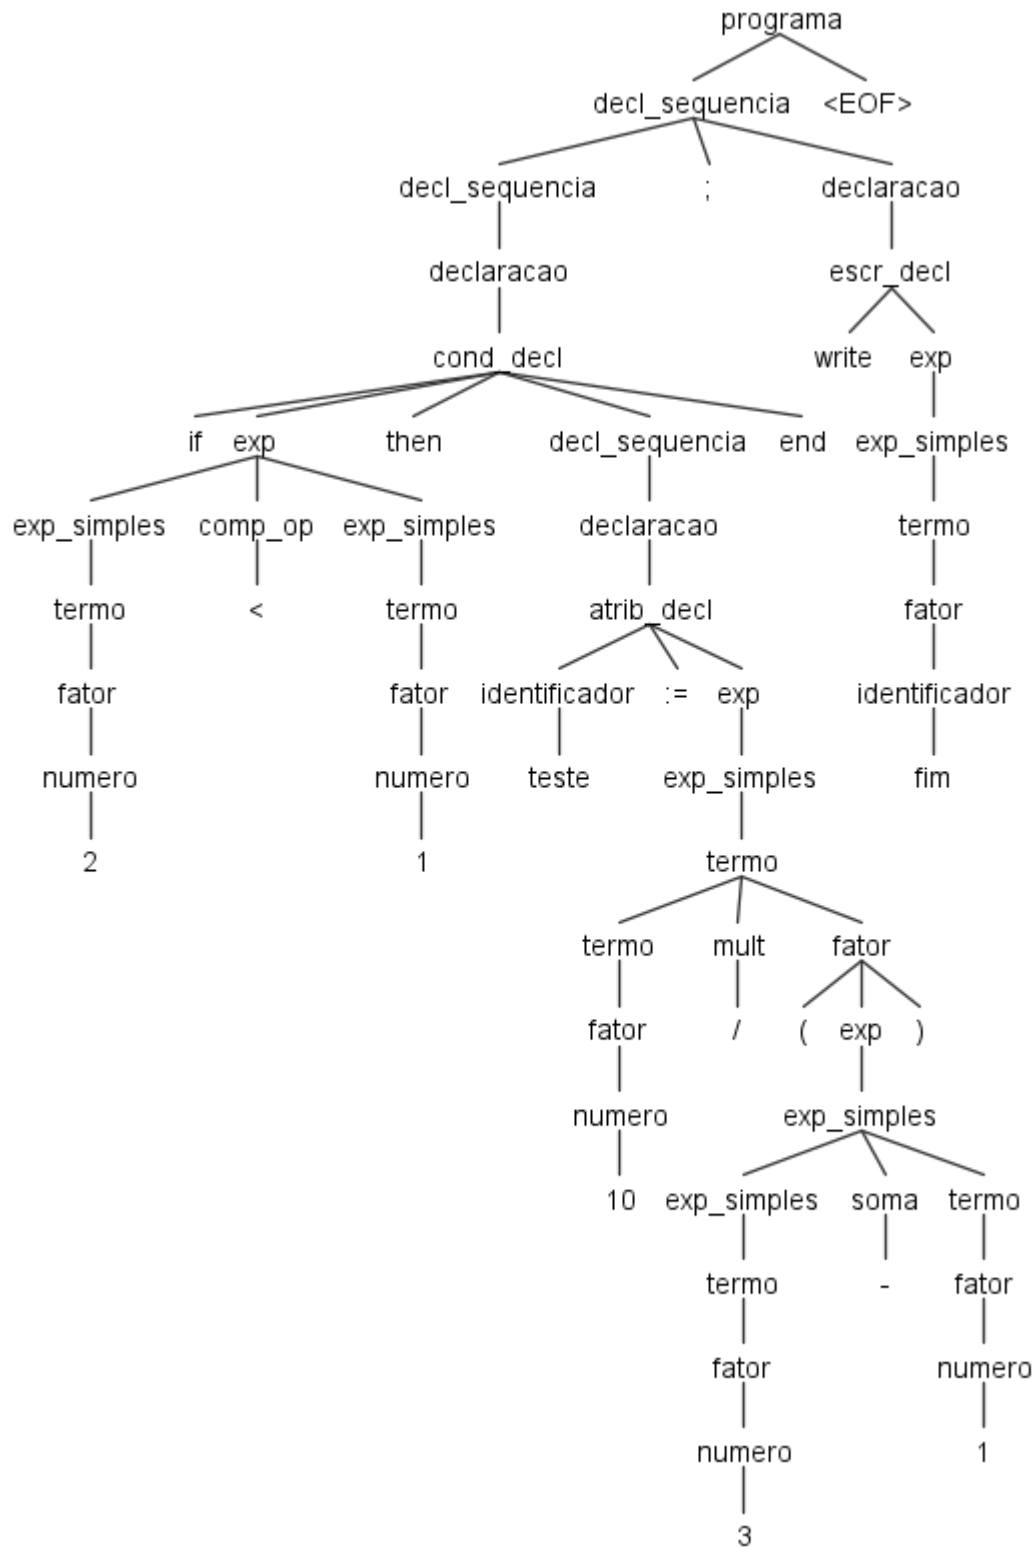 programa
decl_sequencia <EOF>
decl_sequencia ; declaracao
declaracao escr_decl
cond_decl write exp
if exp then decl_sequencia end exp_simples
exp_simples comp_op exp_simples declaracao termo
termo < termo atrib_decl fator
fator fator identificador := exp identificador
numero numero teste exp_simples fim
2 1 termo
termo mult fator
fator / ( exp )
numero exp_simples
10 exp_simples soma termo
termo - fator
fator numero
numero 1
3